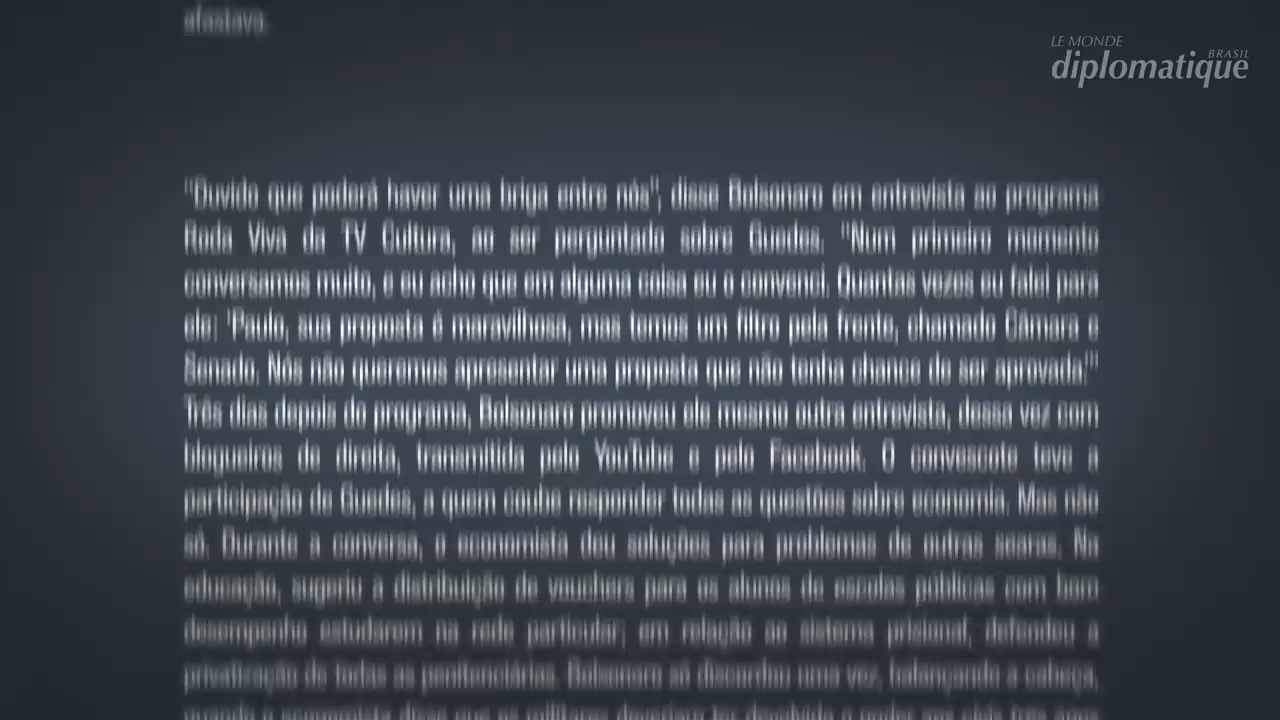 afastava.
LE MONDE
diplomatique
BRASIL
"Duvido que poderá haver uma briga entre nós", disse Bolsonaro em entrevista ao programa
Roda Viva da TV Cultura, ao ser perguntado sobre Guedes. "Num primeiro momento
conversamos muito, e eu acho que em alguma coisa eu o convenci. Quantas vezes eu falei para
ele: 'Paulo, sua proposta é maravilhosa, mas temos um filtro pela frente, chamado Câmara e
Senado. Nós não queremos apresentar uma proposta que não tenha chance de ser aprovada.'"
Três dias depois do programa, Bolsonaro promoveu ele mesmo outra entrevista, dessa vez com
blogueiros de direita, transmitida pelo YouTube e pelo Facebook. O convescote teve a
participação de Guedes, a quem coube responder todas as questões sobre economia. Mas não
só. Durante a conversa, o economista deu soluções para problemas de outras searas. Na
educação, sugeriu a distribuição de vouchers para os alunos de escolas públicas com bom
desempenho estudarem na rede particular; em relação ao sistema prisional, defendeu a
privatização de todas as penitenciárias. Bolsonaro só discordou uma vez, balançando a cabeça,